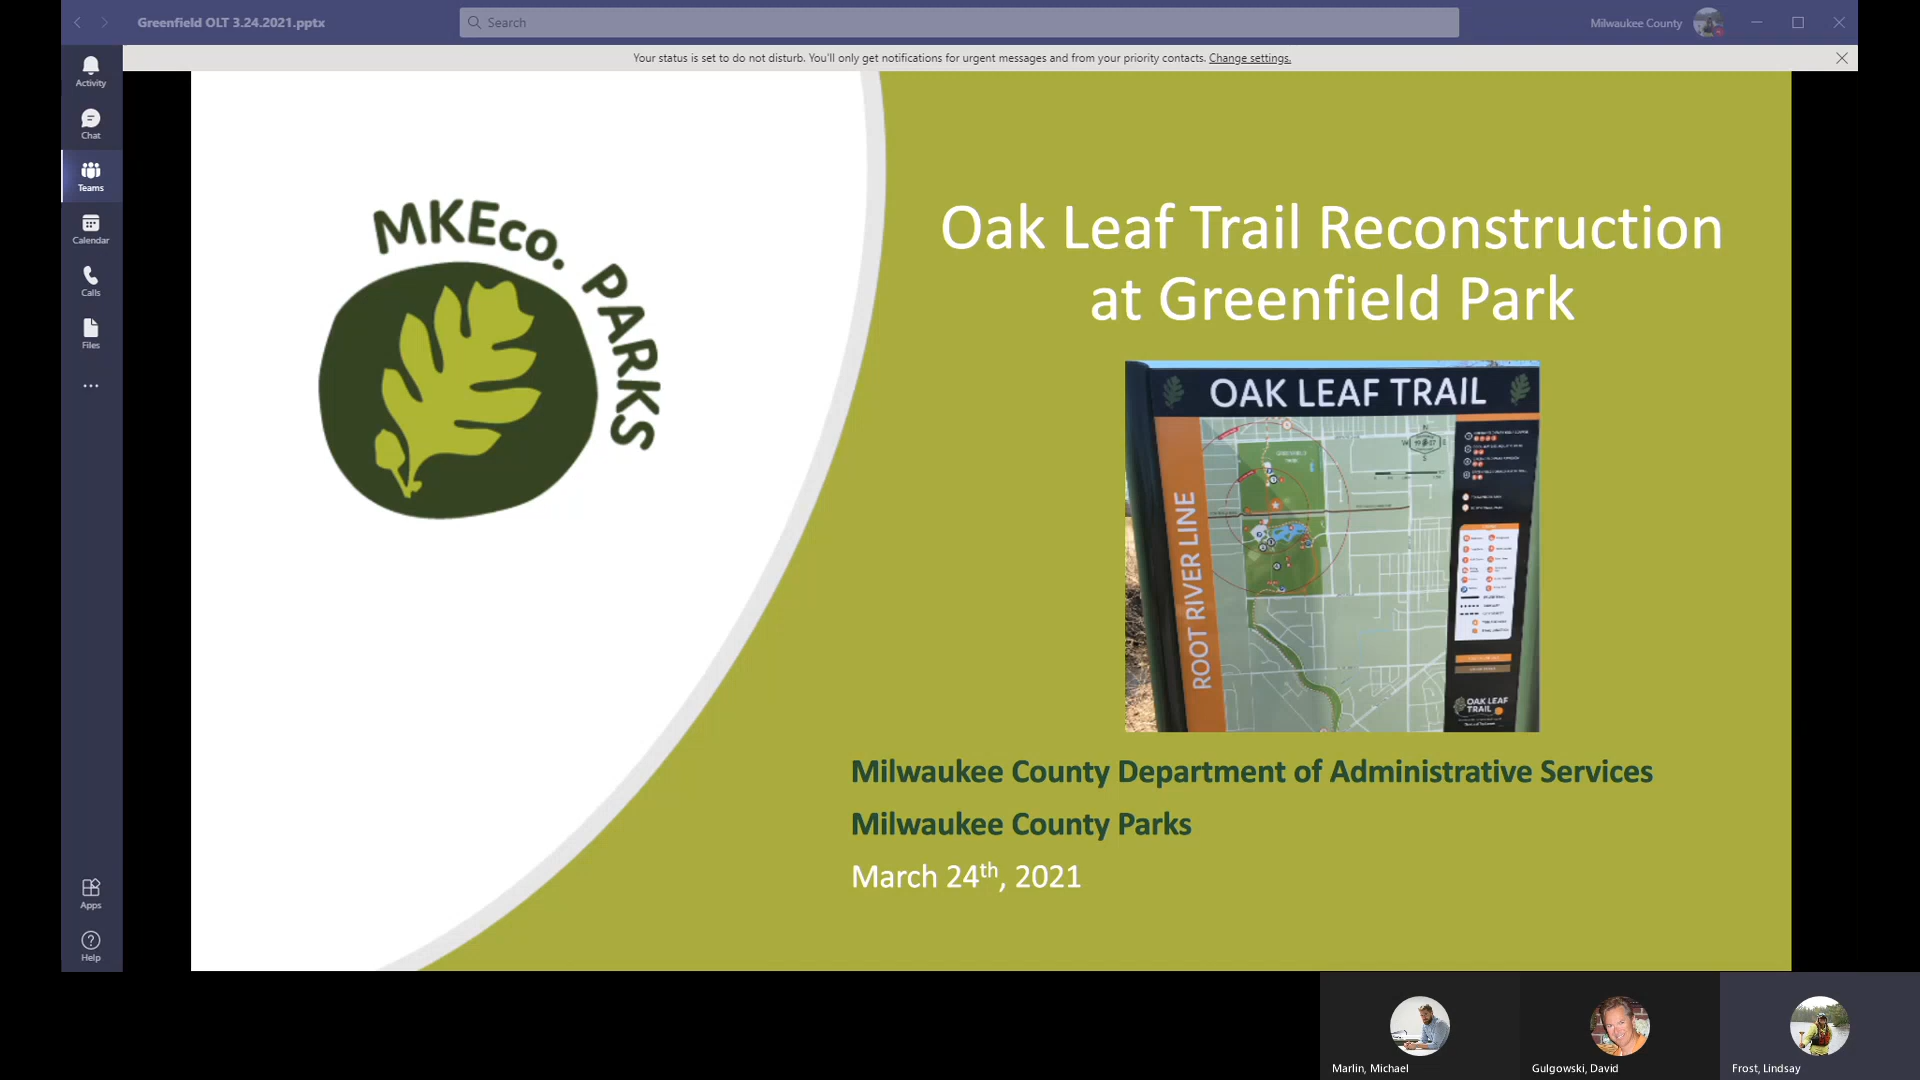 Greenfield OLT 3.24.2021.pptx
Search
Milwaukee County
Your status is set to do not disturb. You'll only get notifications for urgent messages and from your priority contacts. Change settings.
Activity
Chat
Teams
Calendar
Calls
Files
Apps
Help
MKEco. PARKS
Oak Leaf Trail Reconstruction
at Greenfield Park
OAK LEAF TRAIL
ROOT RIVER LINE
GREENFIELD
PARK
N
W
E
S
OAK LEAF
TRAIL
Milwaukee County Department of Administrative Services
Milwaukee County Parks
March 24th, 2021
Marlin, Michael
Gulgowski, David
Frost, Lindsay